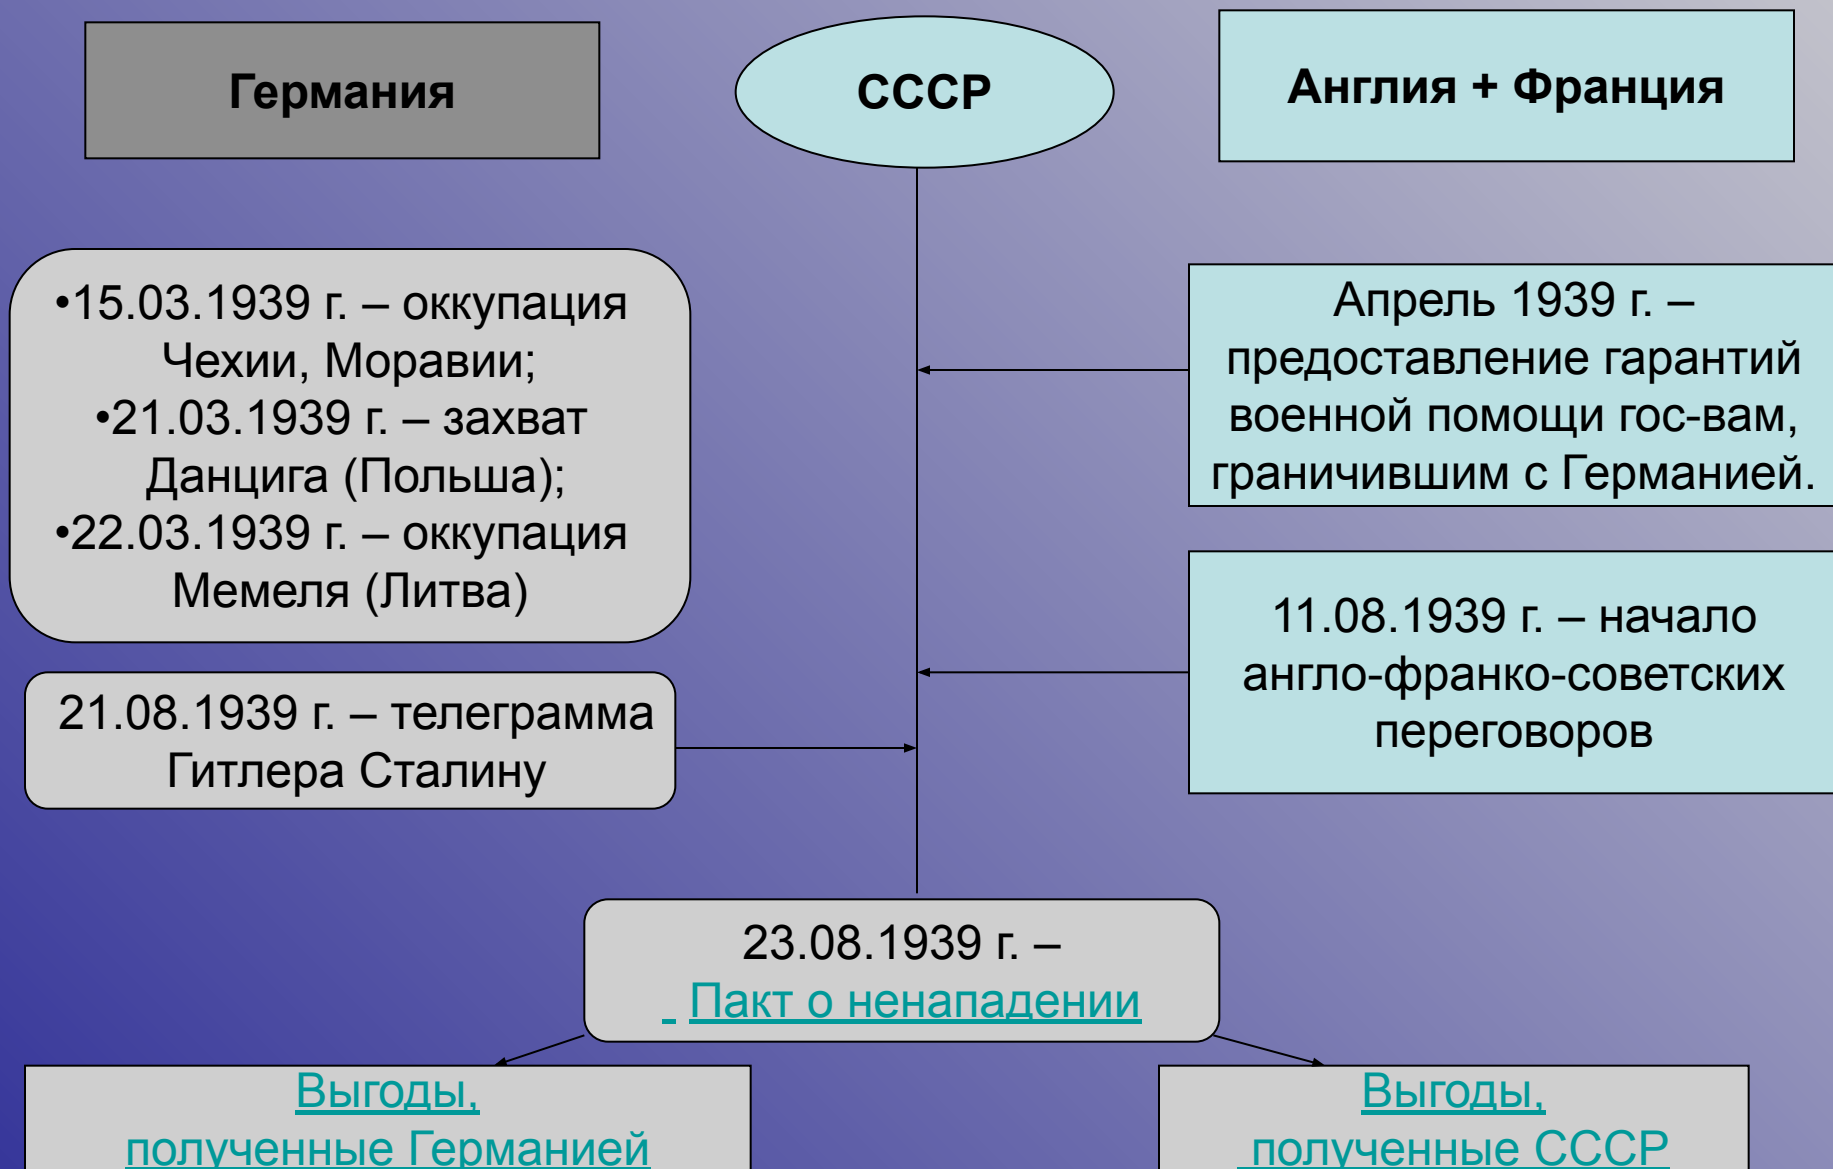 Германия
СССР
Англия + Франция
•15.03.1939 г. – оккупация
Чехии, Моравии;
•21.03.1939 г. – захват
Данцига (Польша);
•22.03.1939 г. – оккупация
Мемеля (Литва)
Апрель 1939 г. –
предоставление гарантий
военной помощи гос-вам,
граничившим с Германией.
11.08.1939 г. – начало
англо-франко-советских
переговоров
21.08.1939 г. – телеграмма
Гитлера Сталину
23.08.1939 г. –
Пакт о ненападении
Выгоды,
полученные Германией
Выгоды,
полученные СССР